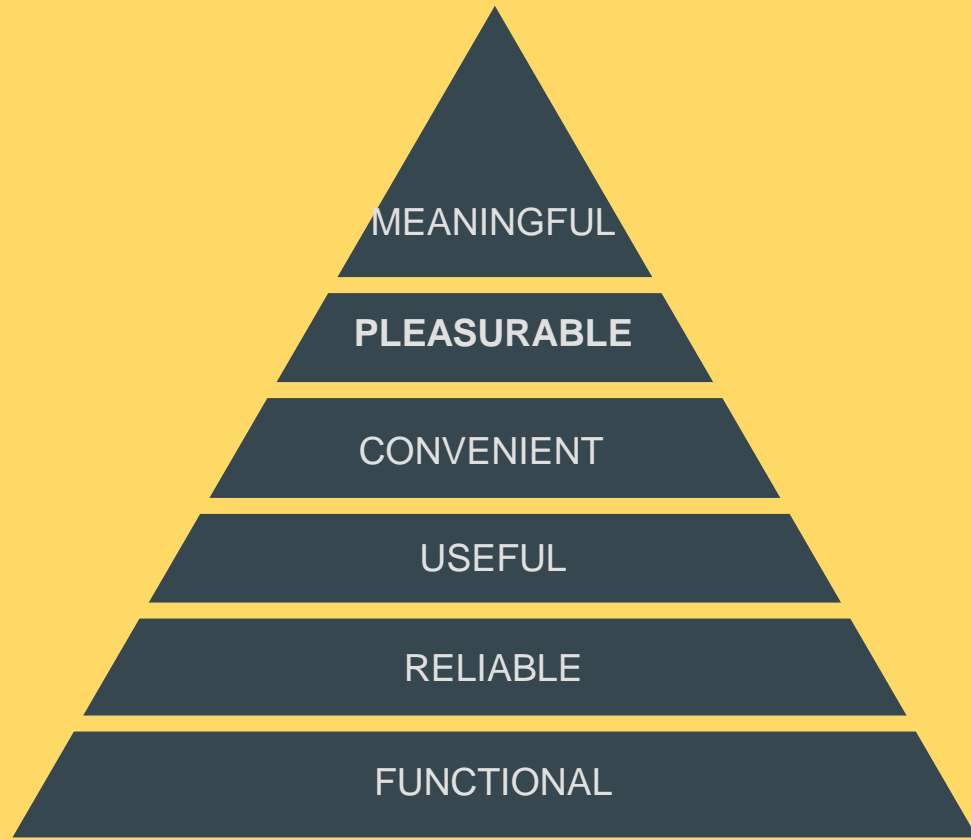 MEANINGFUL
PLEASURABLE
CONVENIENT
USEFUL
RELIABLE
FUNCTIONAL